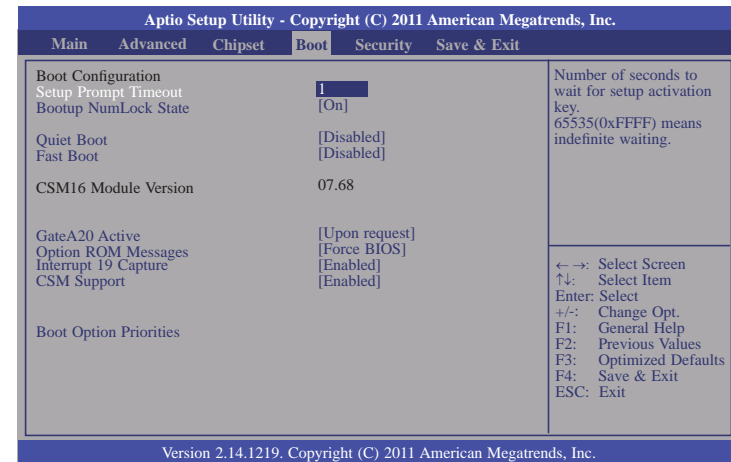 Aptio Setup Utility - Copyright (C) 2011 American Megatrends, Inc.
Main Advanced Chipset Boot Security Save & Exit
Boot Configuration
Setup Prompt Timeout 1
Bootup NumLock State [On]
Quiet Boot [Disabled]
Fast Boot [Disabled]
CSM16 Module Version 07.68
GateA20 Active [Upon request]
Option ROM Messages [Force BIOS]
Interrupt 19 Capture [Enabled]
CSM Support [Enabled]
Boot Option Priorities
Number of seconds to
wait for setup activation
key.
65535(0xFFFF) means
indefinite waiting.
←→: Select Screen
↑↓: Select Item
Enter: Select
+/-: Change Opt.
F1: General Help
F2: Previous Values
F3: Optimized Defaults
F4: Save & Exit
ESC: Exit
Version 2.14.1219. Copyright (C) 2011 American Megatrends, Inc.